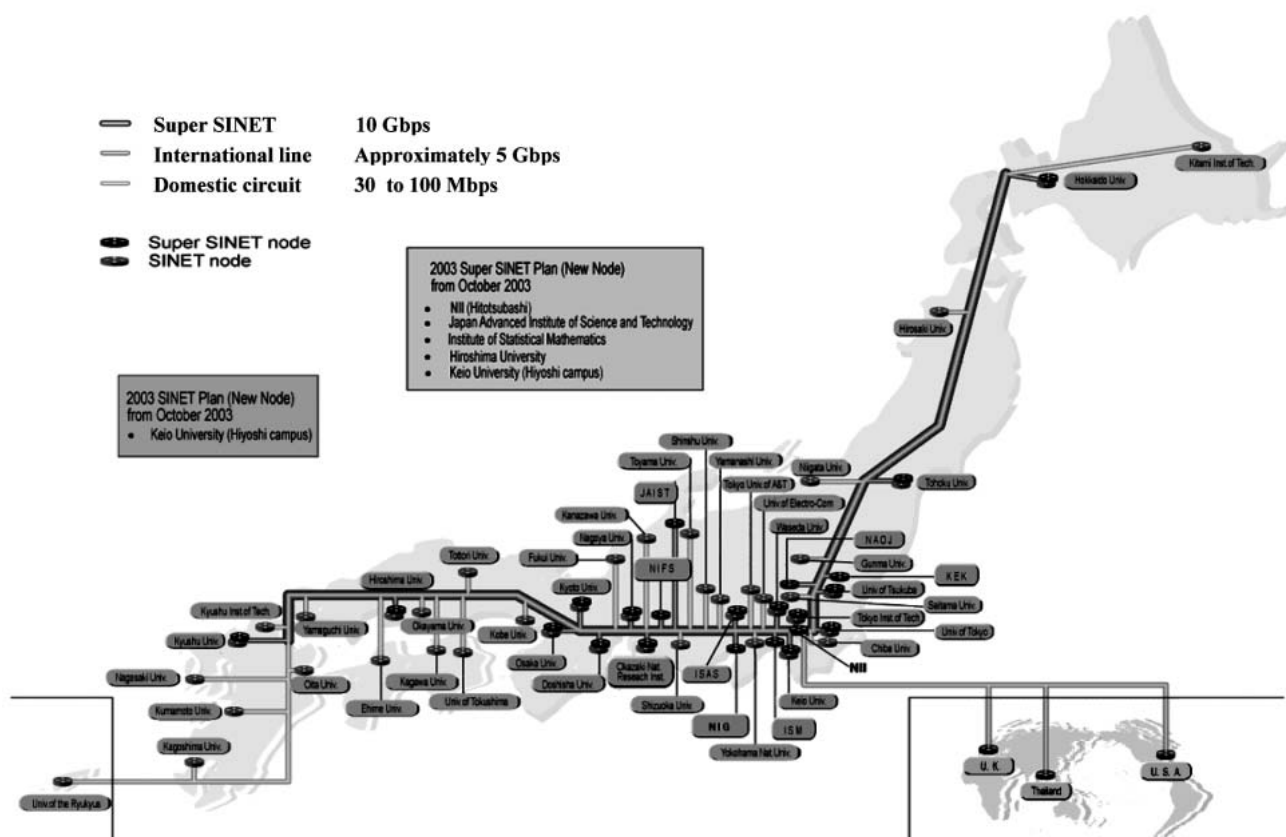 Super SINET 10 Gbps
International line Approximately 5 Gbps
Domestic circuit 30 to 100 Mbps
Super SINET node
SINET node
2003 Super SINET Plan (New Node)
from October 2003
• NII (Hitotsubashi)
• Japan Advanced Institute of Science and Technology
• Institute of Statistical Mathematics
• Hiroshima University
• Keio University (Hiyoshi campus)
2003 SINET Plan (New Node)
from October 2003
• Keio University (Hiyoshi campus)
Kitami Inst.of Tech.
Hokkaido Univ.
Hirosaki Univ.
Shinshu Univ.
Toyama Univ.
Yamanashi Univ.
Tokyo Univ.of A&T
Niigata Univ.
Tohoku Univ.
JAIST
Univ of Electro-Com
Kanazawa Univ.
Waseda Univ.
Nagoya Univ.
NAOJ
Tottori Univ.
Fukui Univ.
NIFS
Gunma Univ.
KEK
Hiroshima Univ.
Kyoto Univ.
Univ of Tsukuba
Saitama Univ.
Kyushu Inst of Tech.
Yamaguchi Univ.
Okayama Univ.
Kobe Univ.
Tokyo Inst of Tech.
Univ of Tokyo
Kyushu Univ.
Chiba Univ.
Osaka Univ.
NII
Nagasaki Univ.
Oita Univ.
Kagawa Univ.
Doshisha Univ.
Okazaki Nat.
Reseach Inst.
ISAS
Kumamoto Univ.
Ehime Univ.
Univ of Tokushima
Shizuoka Univ.
Keio Univ.
NIG
ISM
Kagoshima Univ.
Yokohama Nat.Univ.
U. K.
U. S. A.
Thailand
Univ.of the Ryukyus